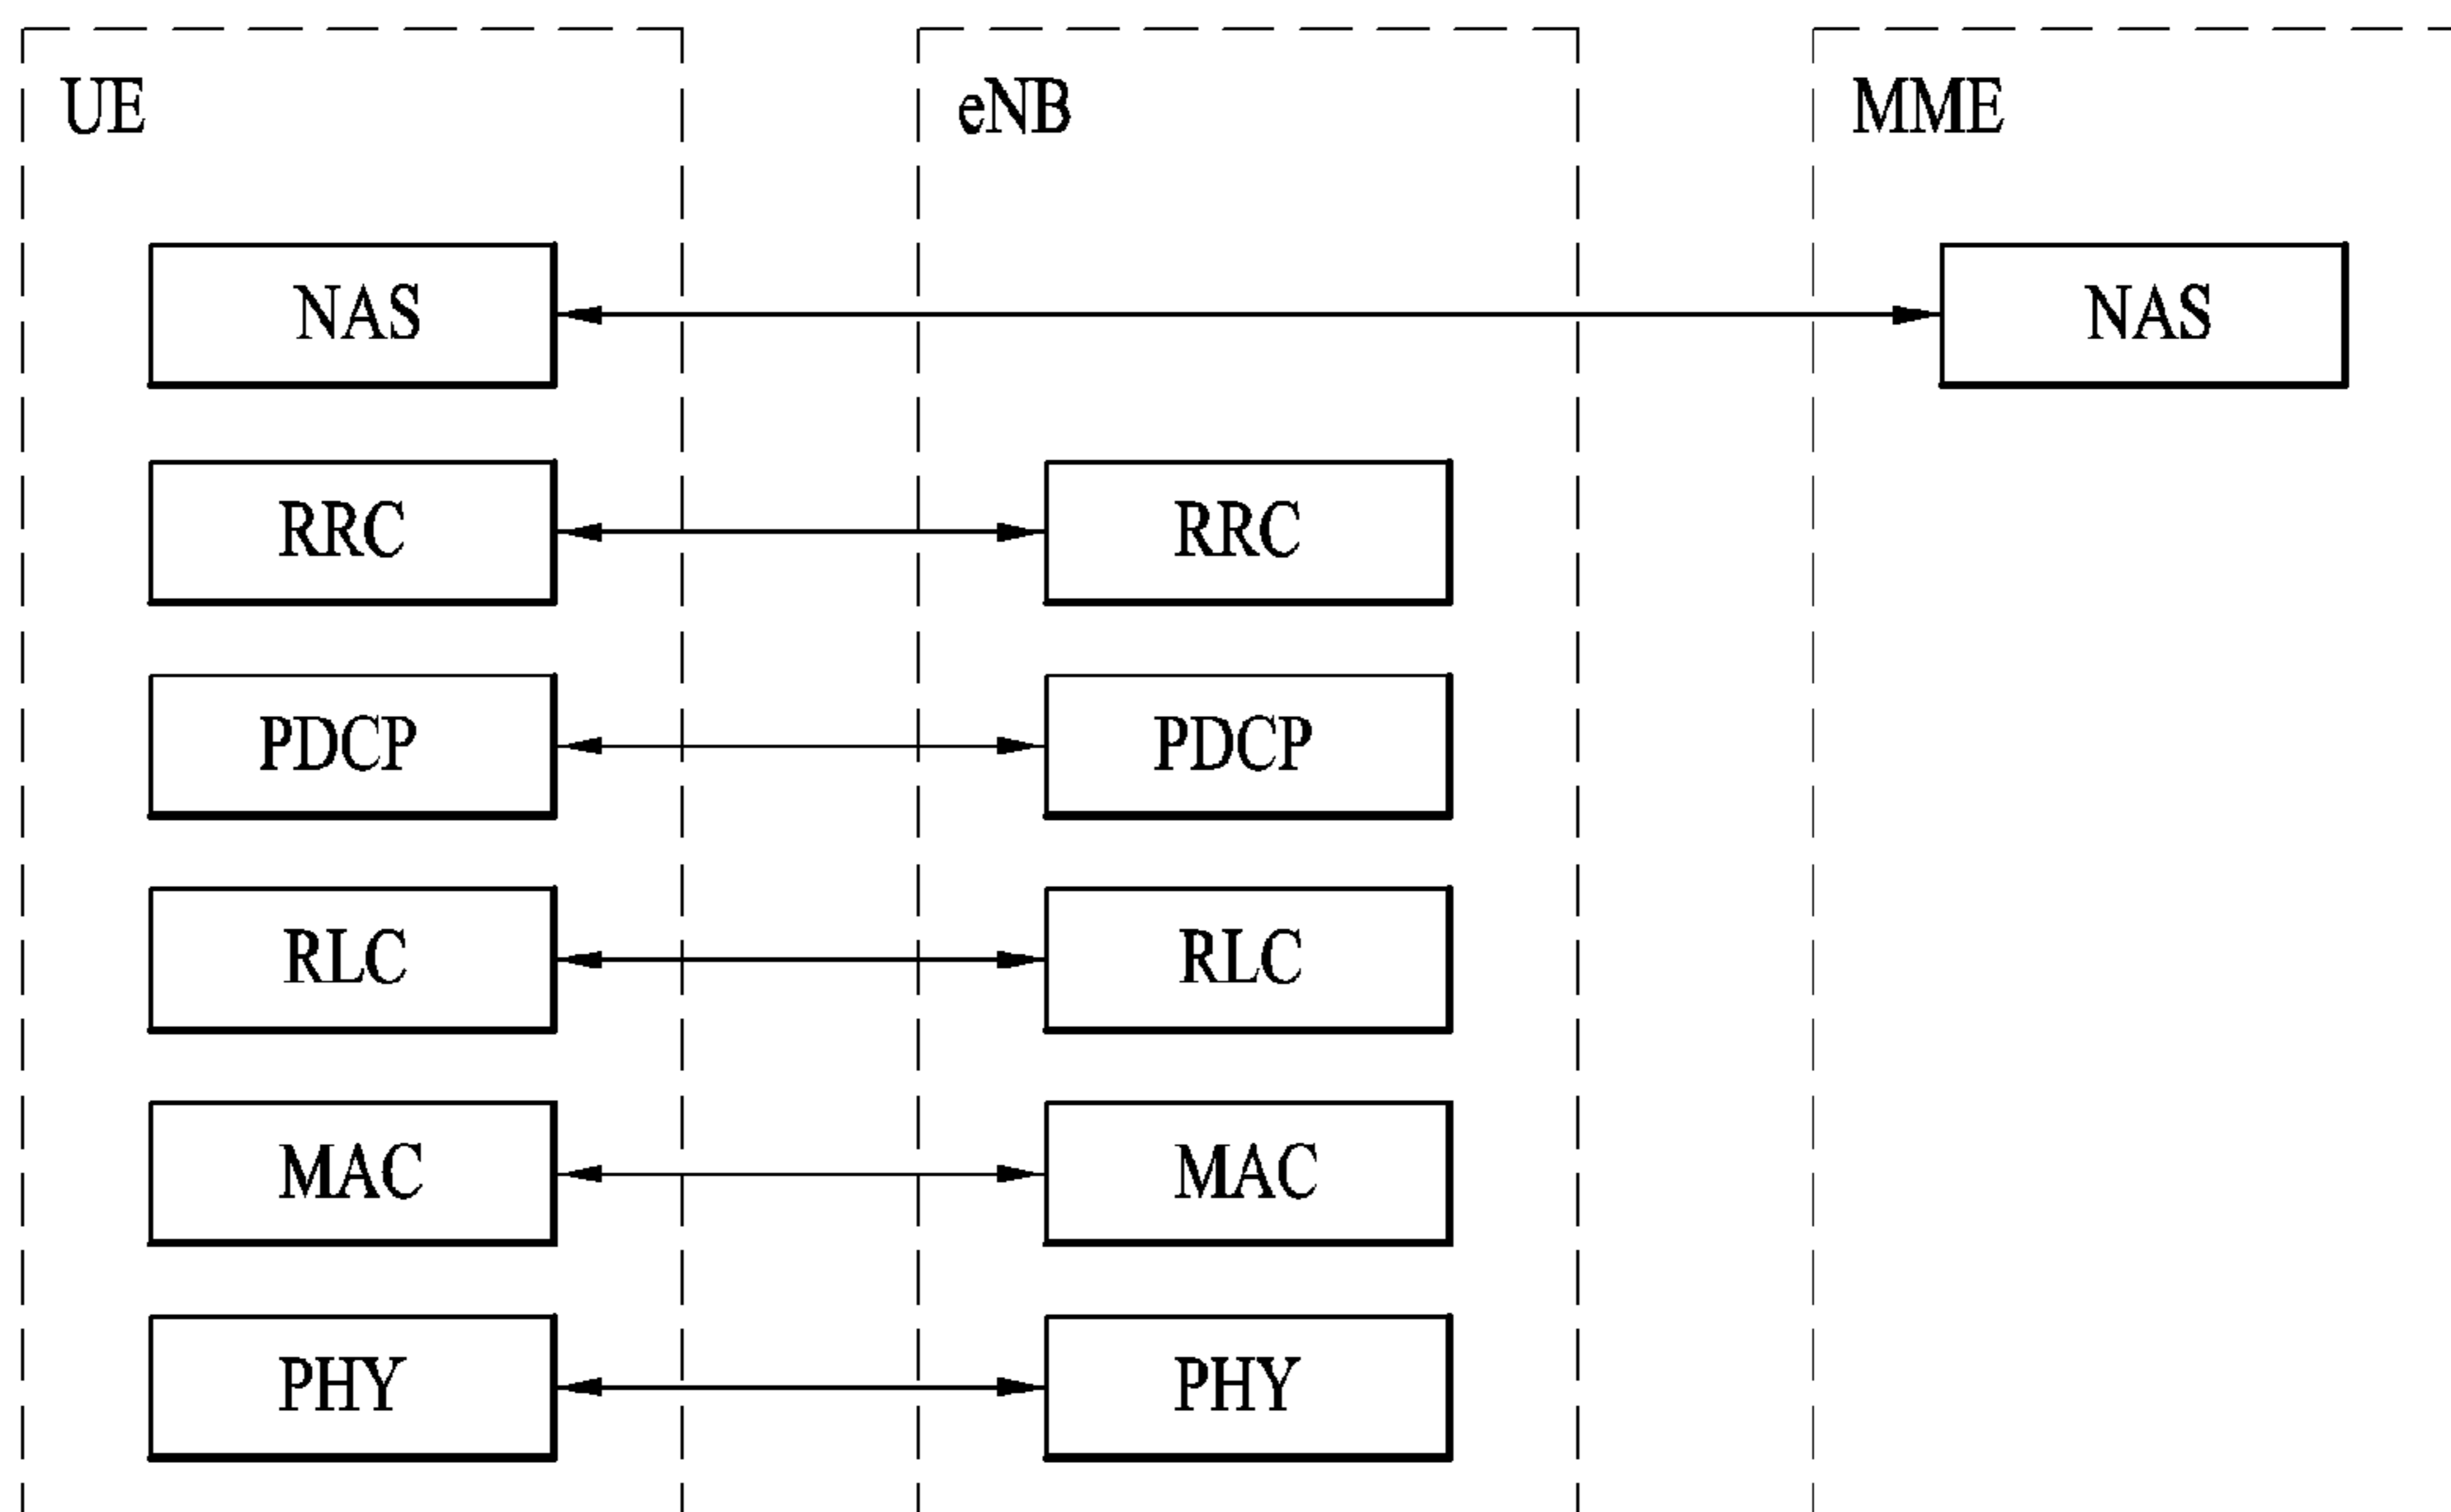 UE eNB MME
NAS NAS
RRC RRC
PDCP PDCP
RLC RLC
MAC MAC
PHY PHY